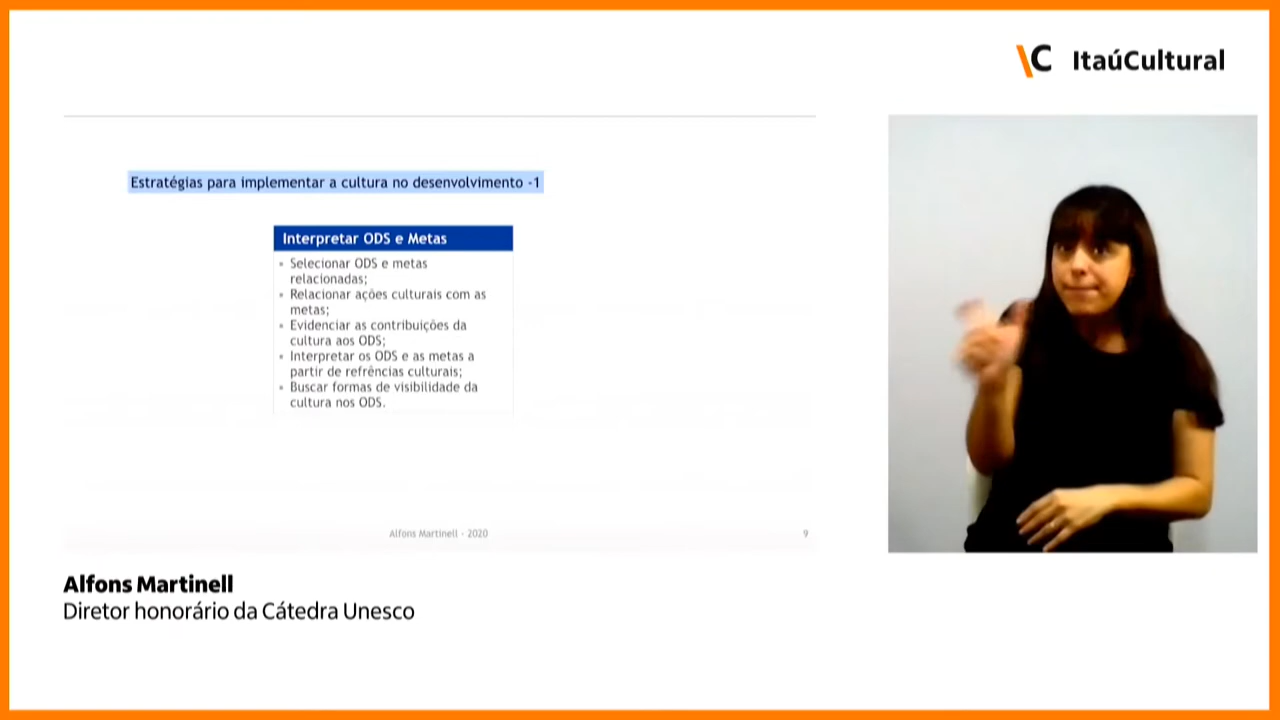 \C ItaúCultural
Estratégias para implementar a cultura no desenvolvimento -1
Interpretar ODS e Metas
• Selecionar ODS e metas
relacionadas;
• Relacionar ações culturais com as
metas;
• Evidenciar as contribuições da
cultura aos ODS;
• Interpretar os ODS e as metas a
partir de refrências culturais;
• Buscar formas de visibilidade da
cultura nos ODS.
Alfons Martinell - 2020
9
Alfons Martinell
Diretor honorário da Cátedra Unesco